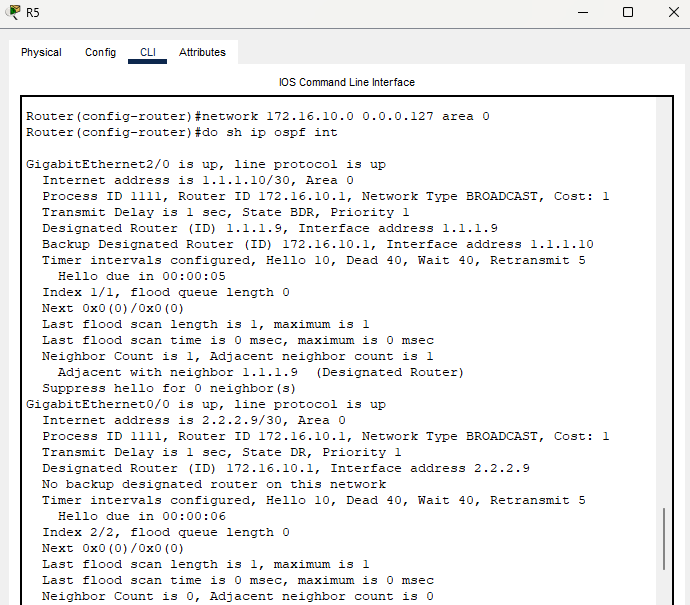 R5
Physical Config CLI Attributes
IOS Command Line Interface
Router(config-router)#network 172.16.10.0 0.0.0.127 area 0
Router(config-router)#do sh ip ospf int
GigabitEthernet2/0 is up, line protocol is up
Internet address is 1.1.1.10/30, Area 0
Process ID 1111, Router ID 172.16.10.1, Network Type BROADCAST, Cost: 1
Transmit Delay is 1 sec, State BDR, Priority 1
Designated Router (ID) 1.1.1.9, Interface address 1.1.1.9
Backup Designated Router (ID) 172.16.10.1, Interface address 1.1.1.10
Timer intervals configured, Hello 10, Dead 40, Wait 40, Retransmit 5
Hello due in 00:00:05
Index 1/1, flood queue length 0
Next 0x0(0)/0x0(0)
Last flood scan length is 1, maximum is 1
Last flood scan time is 0 msec, maximum is 0 msec
Neighbor Count is 1, Adjacent neighbor count is 1
Adjacent with neighbor 1.1.1.9  (Designated Router)
Suppress hello for 0 neighbor(s)
GigabitEthernet0/0 is up, line protocol is up
Internet address is 2.2.2.9/30, Area 0
Process ID 1111, Router ID 172.16.10.1, Network Type BROADCAST, Cost: 1
Transmit Delay is 1 sec, State DR, Priority 1
Designated Router (ID) 172.16.10.1, Interface address 2.2.2.9
No backup designated router on this network
Timer intervals configured, Hello 10, Dead 40, Wait 40, Retransmit 5
Hello due in 00:00:06
Index 2/2, flood queue length 0
Next 0x0(0)/0x0(0)
Last flood scan length is 1, maximum is 1
Last flood scan time is 0 msec, maximum is 0 msec
Neighbor Count is 0, Adjacent neighbor count is 0